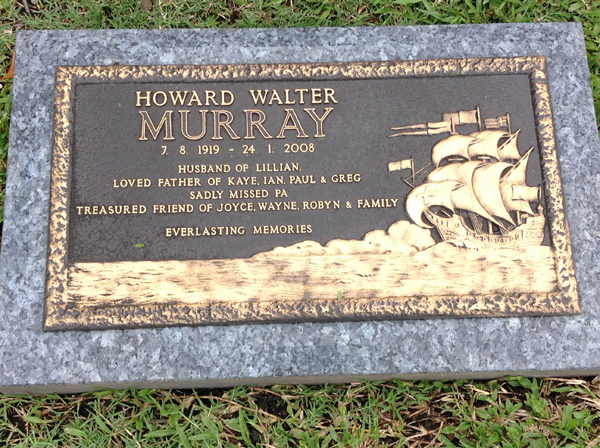 HOWARD WALTER
MURRAY
7. 8. 1919 - 24. 1. 2008
HUSBAND OF LILLIAN,
LOVED FATHER OF KAYE, IAN, PAUL & GREG
SADLY MISSED PA
TREASURED FRIEND OF JOYCE, WAYNE, ROBYN & FAMILY
EVERLASTING MEMORIES